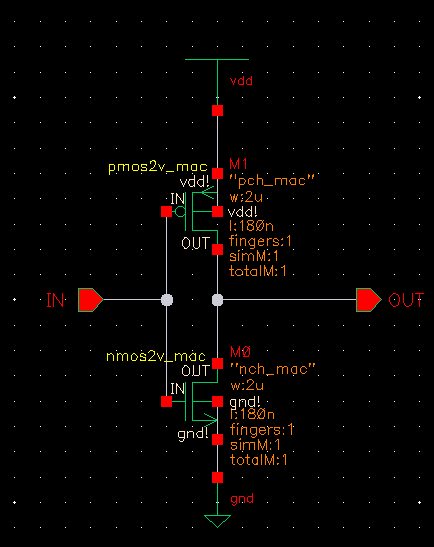 vdd
pmos2v_mac
M1
vdd!
"pch_mac"
IN
w:2u
vdd!
l:180n
OUT
fingers:1
simM:1
totalM:1
IN
OUT
nmos2v_mac
M0
OUT
"nch_mac"
IN
w:2u
gnd!
l:180n
gnd!
fingers:1
simM:1
totalM:1
gnd